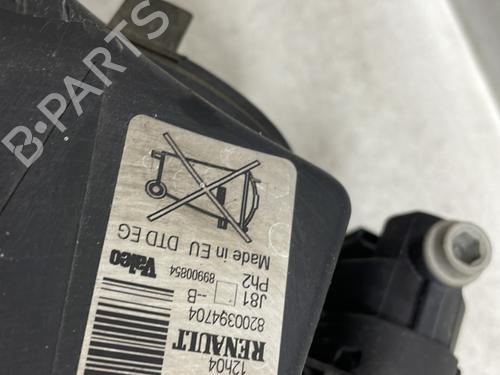 B-PARTS
12h04
RENAULT
8200394704
J81 --B
Ph2
Valeo 89900854
Made in EU DTD EG